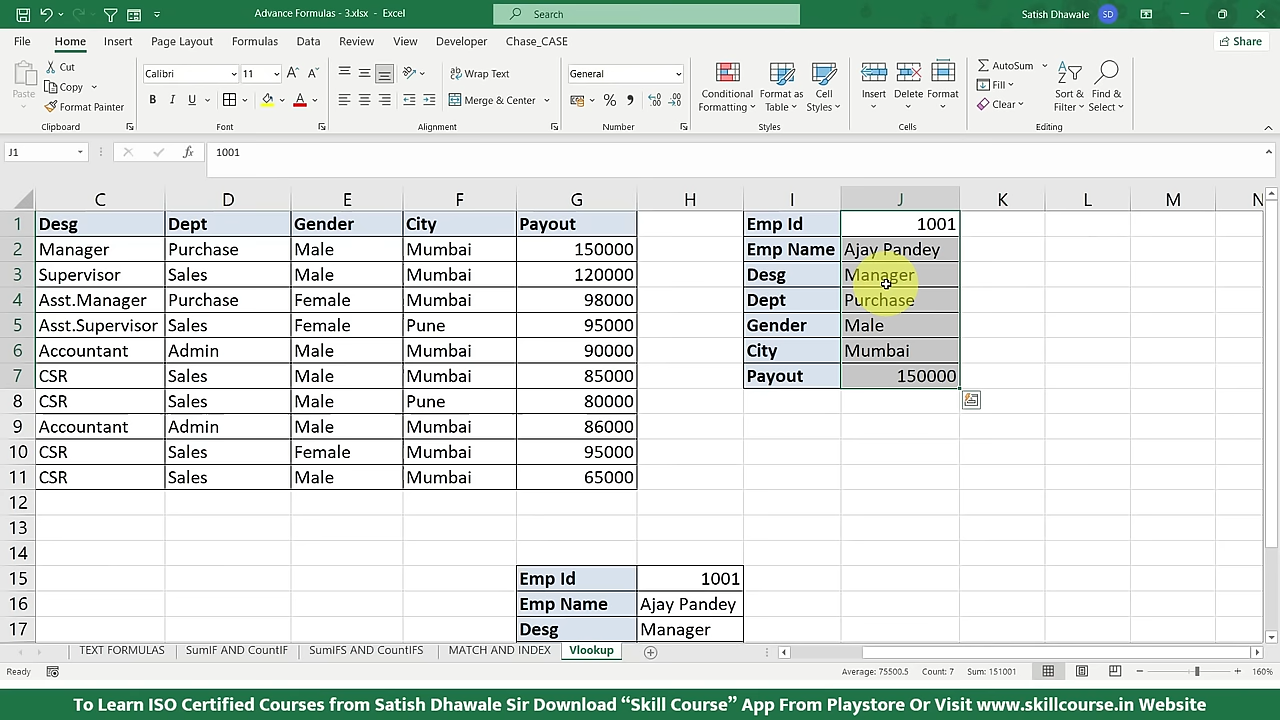 Advance Formulas - 3.xlsx - Excel
Search
Satish Dhawale SD
File Home Insert Page Layout Formulas Data Review View Developer Chase_CASE Share
Paste Cut Copy Format Painter Clipboard
Calibri 11 A A B I U A Font
Wrap Text Merge & Center Alignment
General % Number
Conditional Formatting Format as Table Cell Styles Styles
Insert Delete Format Cells
AutoSum Fill Clear Sort & Filter Find & Select Editing
J1 fx 1001
C D E F G H I J K L M N
1 Desg Dept Gender City Payout Emp Id 1001
2 Manager Purchase Male Mumbai 150000 Emp Name Ajay Pandey
3 Supervisor Sales Male Mumbai 120000 Desg Manager
4 Asst.Manager Purchase Female Mumbai 98000 Dept Purchase
5 Asst.Supervisor Sales Female Pune 95000 Gender Male
6 Accountant Admin Male Mumbai 90000 City Mumbai
7 CSR Sales Male Mumbai 85000 Payout 150000
8 CSR Sales Male Pune 80000
9 Accountant Admin Male Mumbai 86000
10 CSR Sales Female Mumbai 95000
11 CSR Sales Male Mumbai 65000
12
13
14
15 Emp Id 1001
16 Emp Name Ajay Pandey
17 Desg Manager
TEXT FORMULAS SumIF AND CountIF SumIFS AND CountIFS MATCH AND INDEX Vlookup
Ready Average: 75500.5 Count: 7 Sum: 151001 160%
To Learn ISO Certified Courses from Satish Dhawale Sir Download “Skill Course” App From Playstore Or Visit www.skillcourse.in Website